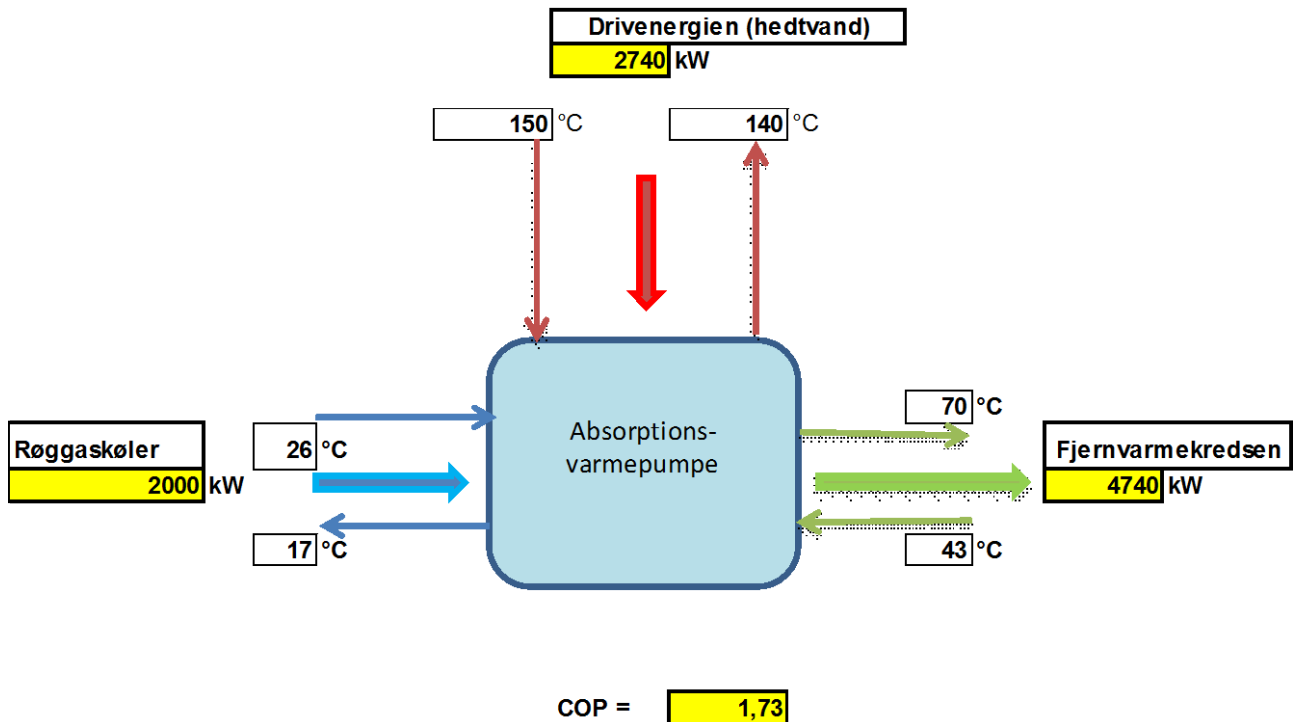 Drivenergien (hedtvand)
2740 kW
150 °C
140 °C
Røggaskøler
2000 kW
26 °C
17 °C
Absorptions-
varmepumpe
70 °C
43 °C
Fjernvarmekredsen
4740 kW
COP = 1,73